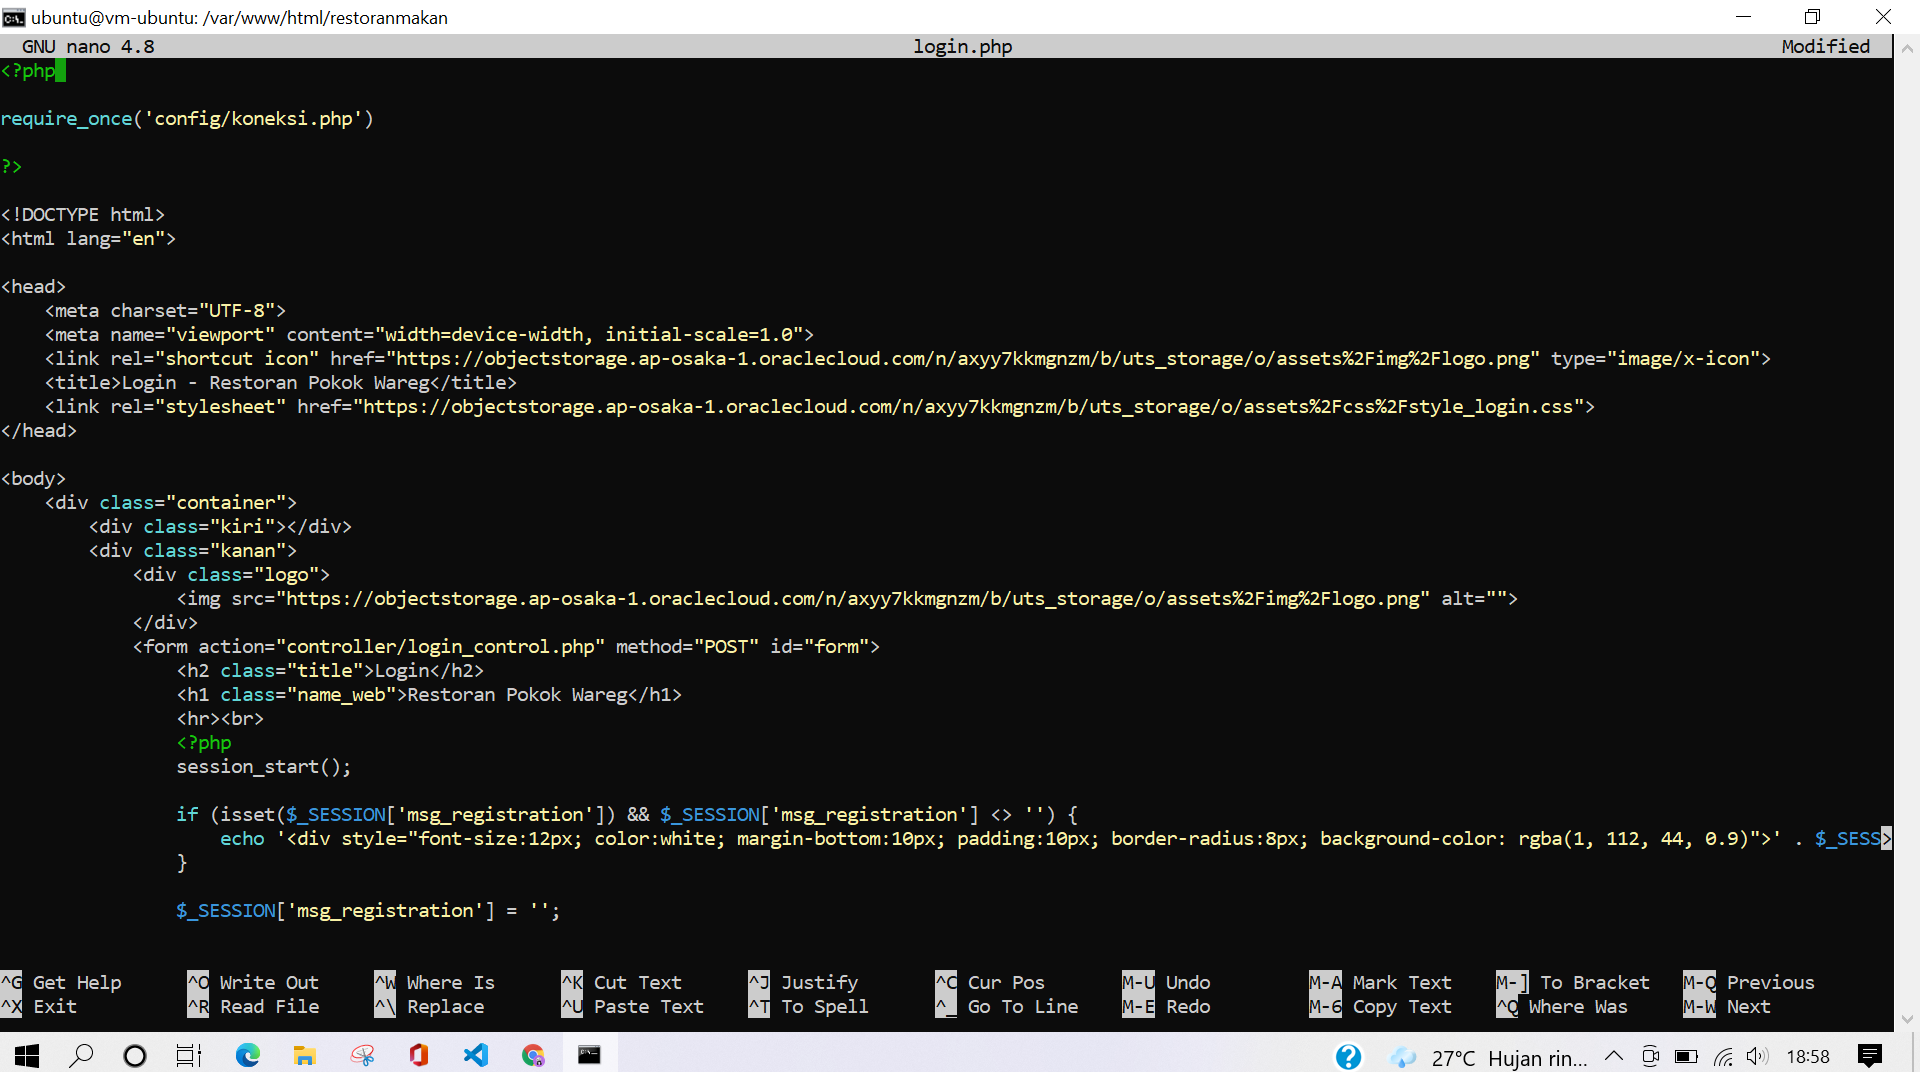 ubuntu@vm-ubuntu: /var/www/html/restoranmakan
GNU nano 4.8 login.php Modified
<?php
require_once('config/koneksi.php')
?>
<!DOCTYPE html>
<html lang="en">
<head>
    <meta charset="UTF-8">
    <meta name="viewport" content="width=device-width, initial-scale=1.0">
    <link rel="shortcut icon" href="https://objectstorage.ap-osaka-1.oraclecloud.com/n/axyy7kkmgnzm/b/uts_storage/o/assets%2Fimg%2Flogo.png" type="image/x-icon">
    <title>Login - Restoran Pokok Wareg</title>
    <link rel="stylesheet" href="https://objectstorage.ap-osaka-1.oraclecloud.com/n/axyy7kkmgnzm/b/uts_storage/o/assets%2Fcss%2Fstyle_login.css">
</head>
<body>
    <div class="container">
        <div class="kiri"></div>
        <div class="kanan">
            <div class="logo">
                <img src="https://objectstorage.ap-osaka-1.oraclecloud.com/n/axyy7kkmgnzm/b/uts_storage/o/assets%2Fimg%2Flogo.png" alt="">
            </div>
            <form action="controller/login_control.php" method="POST" id="form">
                <h2 class="title">Login</h2>
                <h1 class="name_web">Restoran Pokok Wareg</h1>
                <hr><br>
                <?php
                session_start();
                if (isset($_SESSION['msg_registration']) && $_SESSION['msg_registration'] <> '') {
                    echo '<div style="font-size:12px; color:white; margin-bottom:10px; padding:10px; border-radius:8px; background-color: rgba(1, 112, 44, 0.9)">' . $_SESS>
                }
                $_SESSION['msg_registration'] = '';
^G Get Help ^O Write Out ^W Where Is ^K Cut Text ^J Justify ^C Cur Pos M-U Undo M-A Mark Text M-] To Bracket M-Q Previous
^X Exit ^R Read File ^\ Replace ^U Paste Text ^T To Spell ^_ Go To Line M-E Redo M-6 Copy Text ^Q Where Was M-W Next
27°C Hujan rin... 18:58